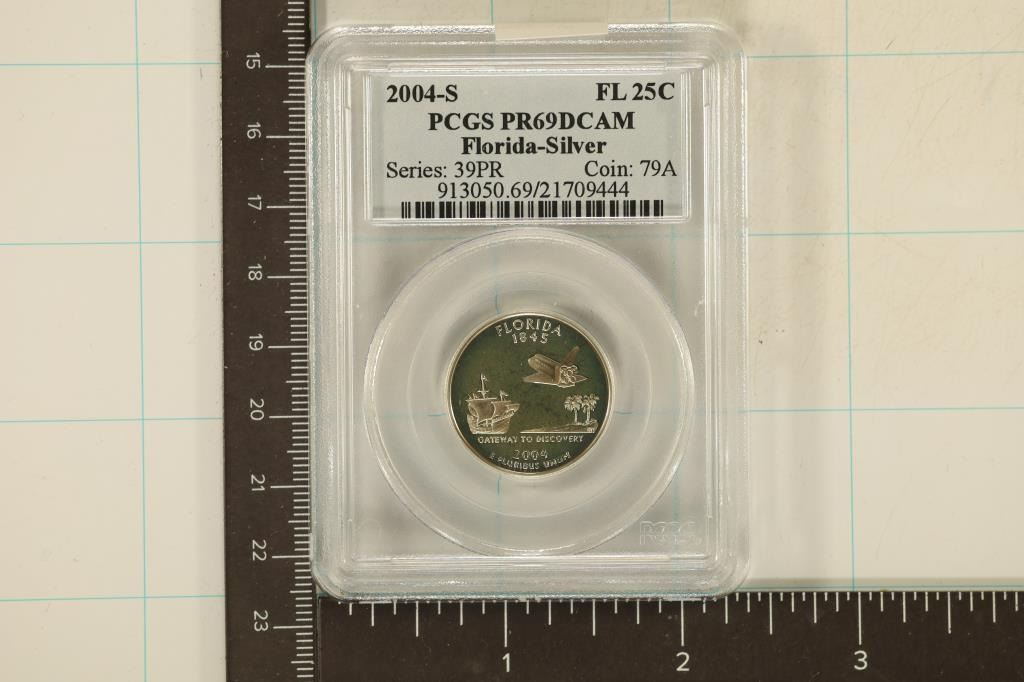 2004-S FL 25C
PCGS PR69DCAM
Florida-Silver
Series: 39PR Coin: 79A
913050.69/21709444
FLORIDA
1845
GATEWAY TO DISCOVERY
2004
E PLURIBUS UNUM
PCGS
15
16
17
18
19
20
21
22
23
1 2 3